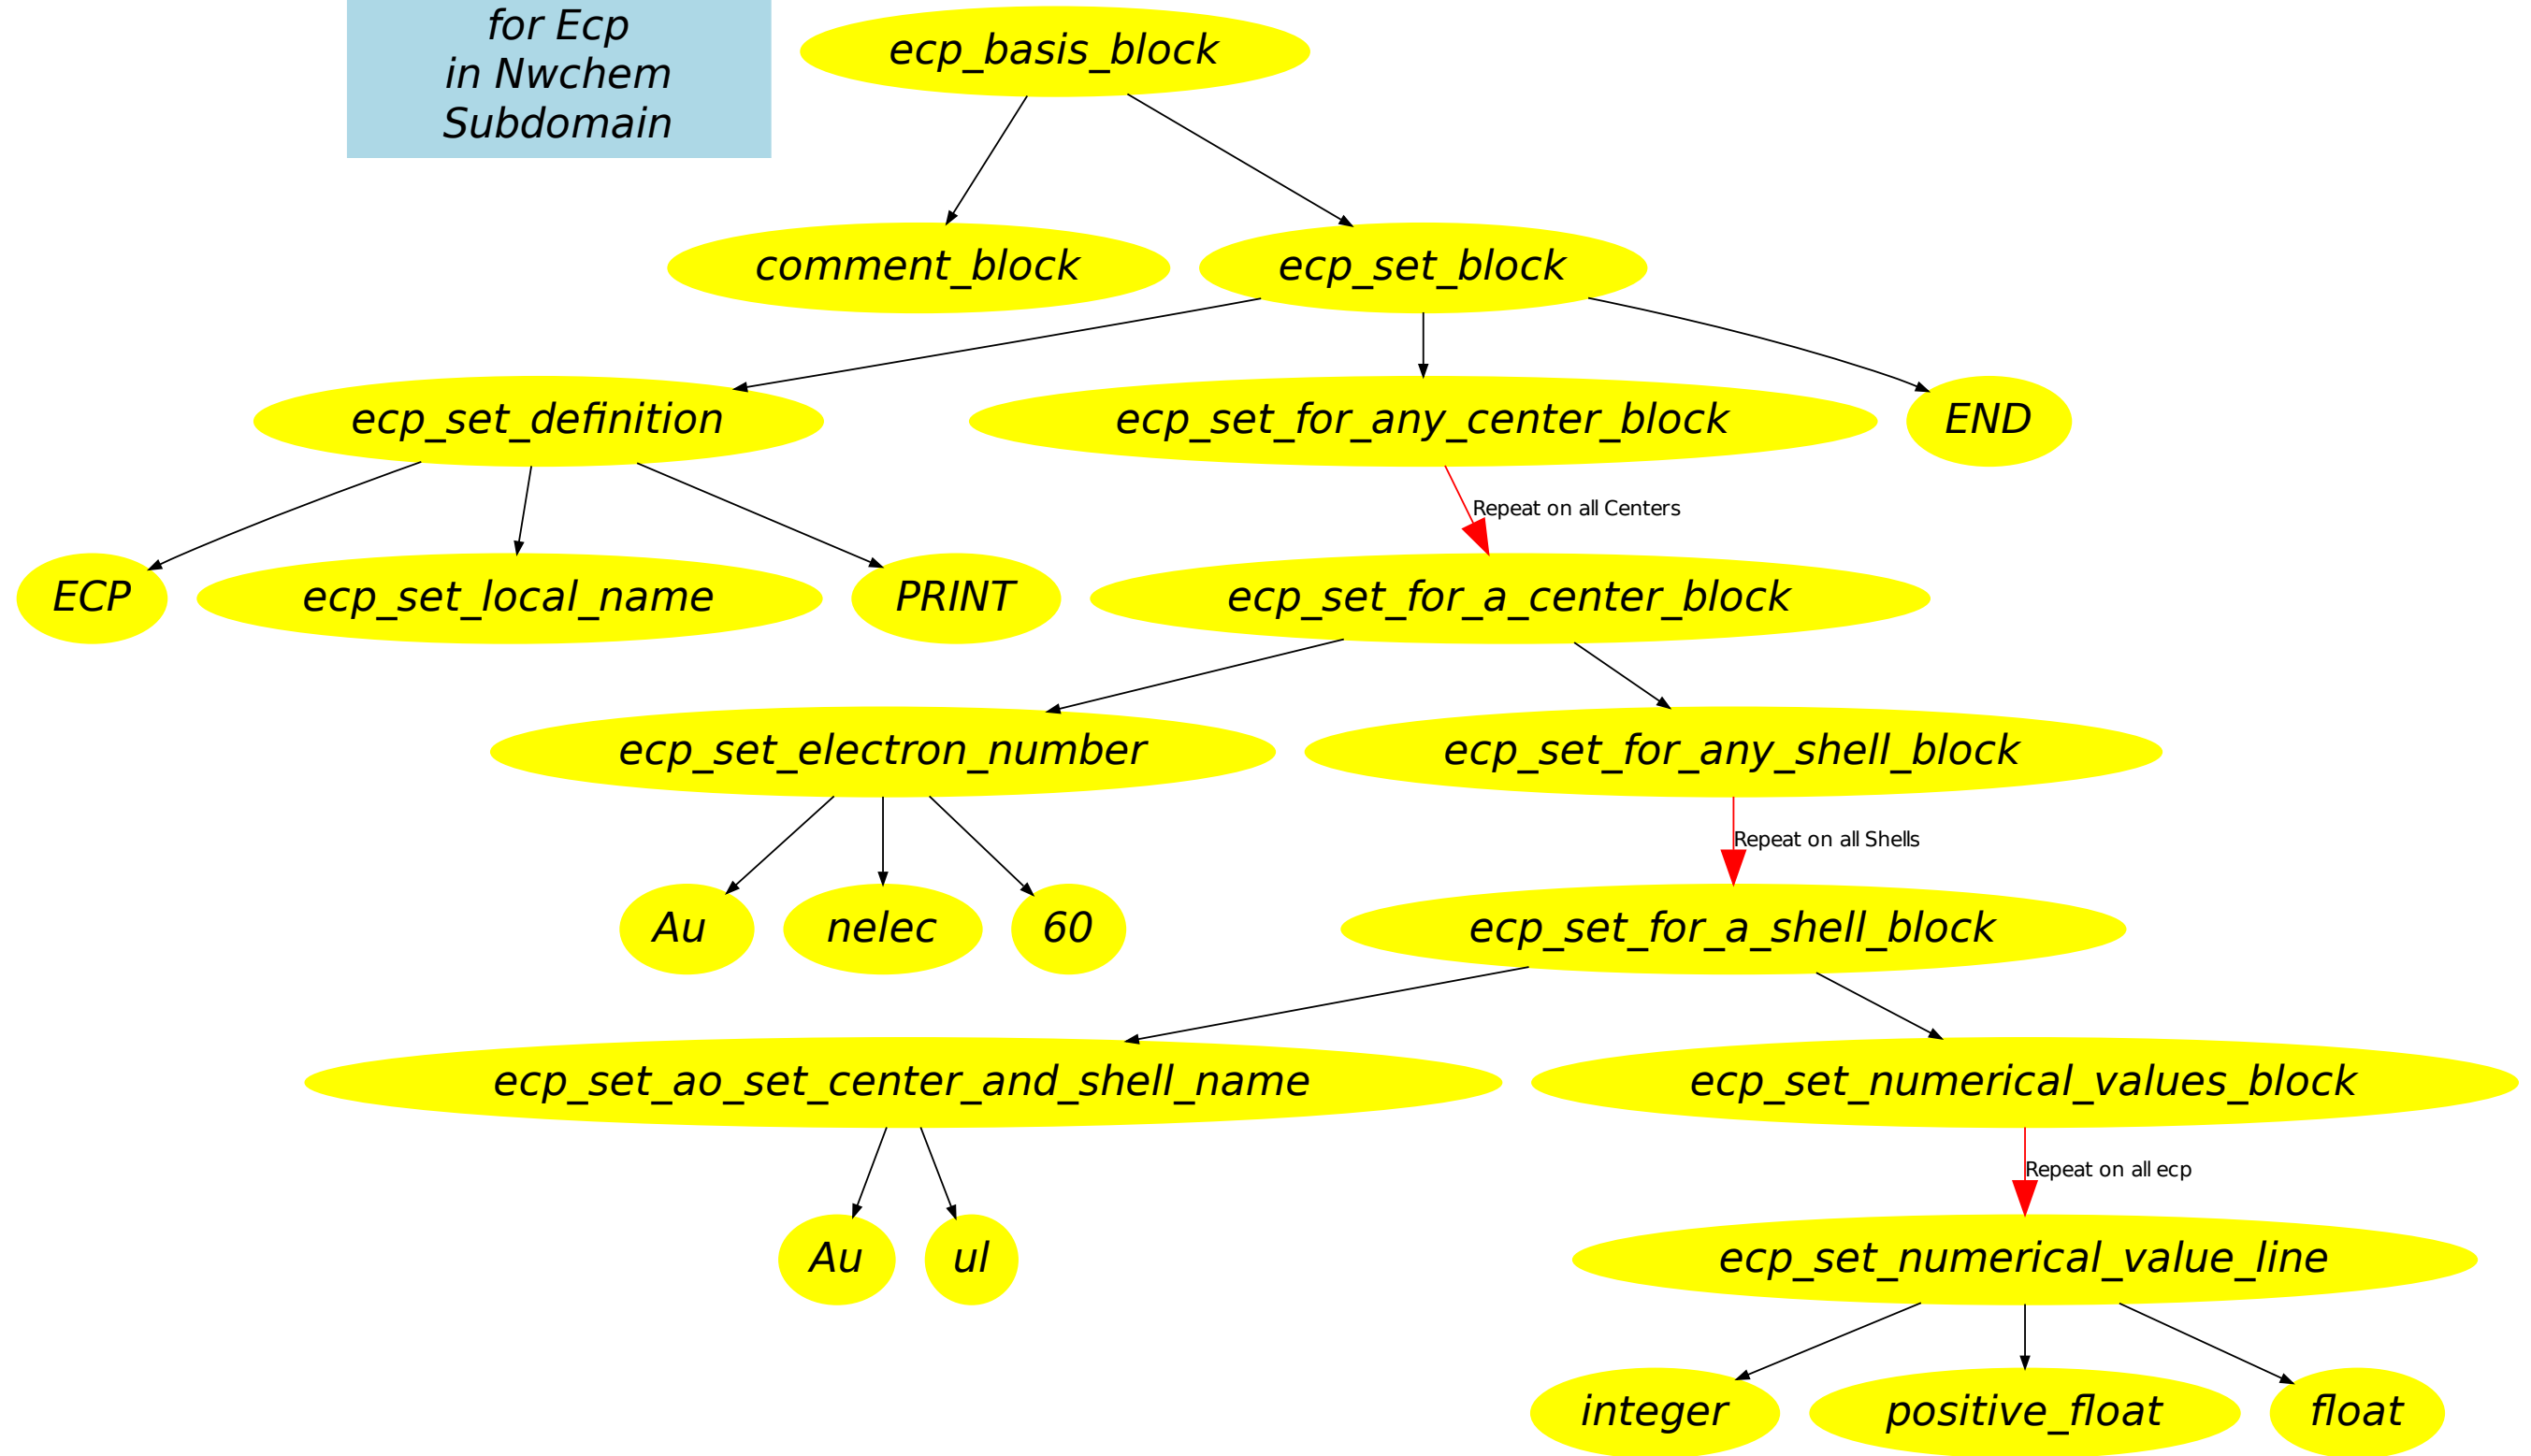 for Ecp
in Nwchem
Subdomain
ecp_basis_block
comment_block
ecp_set_block
ecp_set_definition
ecp_set_for_any_center_block
END
Repeat on all Centers
ECP
ecp_set_local_name
PRINT
ecp_set_for_a_center_block
ecp_set_electron_number
ecp_set_for_any_shell_block
Repeat on all Shells
Au
nelec
60
ecp_set_for_a_shell_block
ecp_set_ao_set_center_and_shell_name
ecp_set_numerical_values_block
Repeat on all ecp
Au
ul
ecp_set_numerical_value_line
integer
positive_float
float